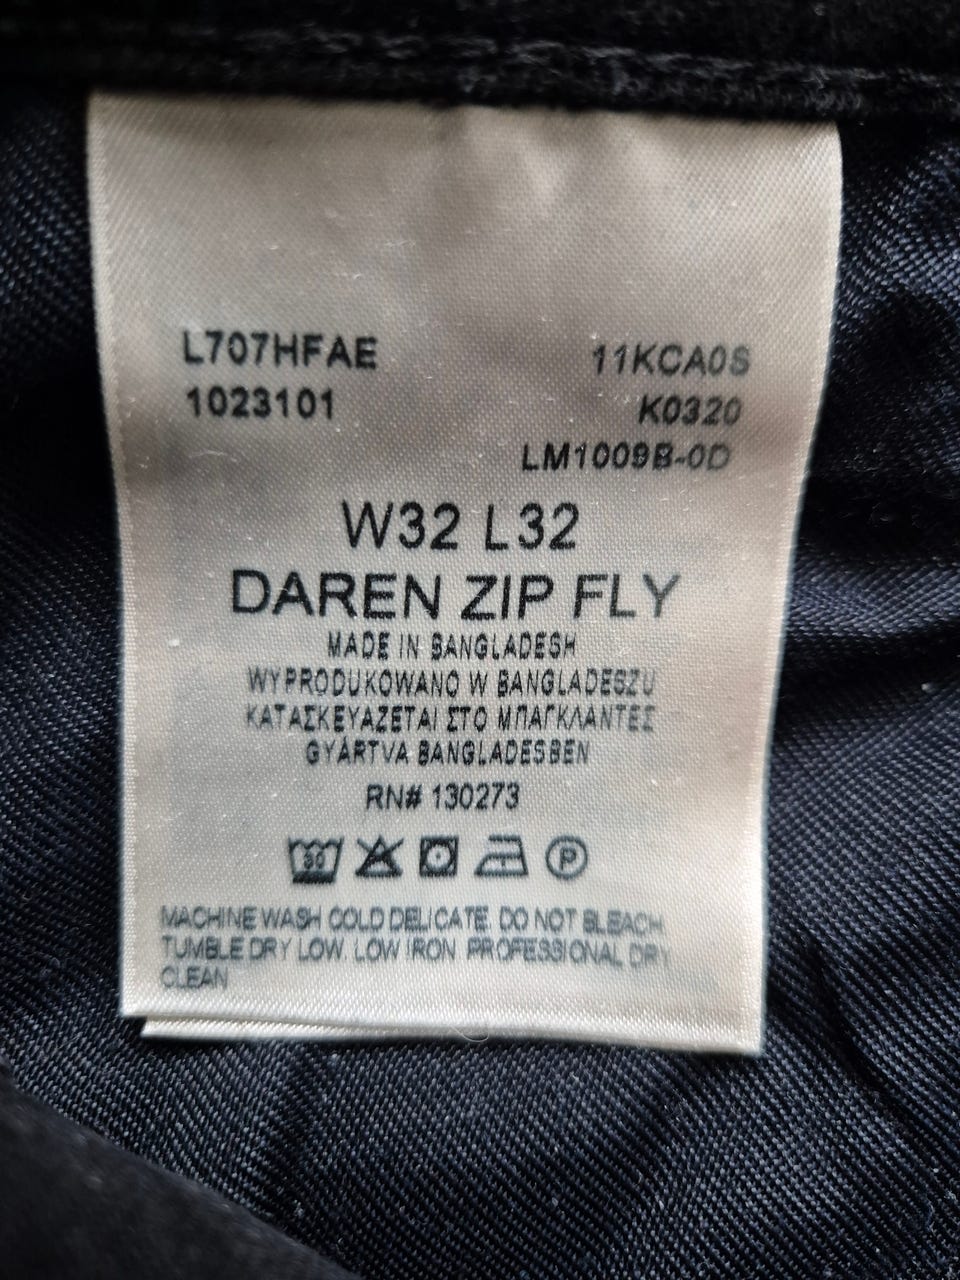 L707HFAE 11KCA0S
1023101 K0320
LM1009B-0D
W32 L32
DAREN ZIP FLY
MADE IN BANGLADESH
WYPRODUKOWANO W BANGLADESZU
ΚΑΤΑΣΚΕΥΑΖΕΤΑΙ ΣΤΟ ΜΠΑΓΚΛΑΝΤΕΣ
GYÁRTVA BANGLADESBEN
RN# 130273
30 P
MACHINE WASH COLD DELICATE. DO NOT BLEACH.
TUMBLE DRY LOW. LOW IRON. PROFESSIONAL DRY
CLEAN